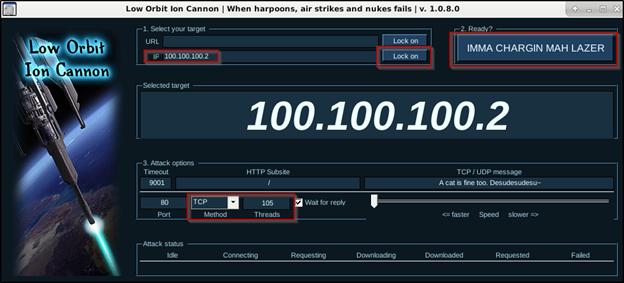 Low Orbit Ion Cannon | When harpoons, air strikes and nukes fails | v. 1.0.8.0
Low Orbit
Ion Cannon
1. Select your target
URL Lock on
IP 100.100.100.2 Lock on
2. Ready?
IMMA CHARGIN MAH LAZER
Selected target
100.100.100.2
3. Attack options
Timeout HTTP Subsite TCP / UDP message
9001 / A cat is fine too. Desudesudesu~
80 TCP 105 Wait for reply
Port Method Threads <= faster Speed slower =>
Attack status
Idle Connecting Requesting Downloading Downloaded Requested Failed